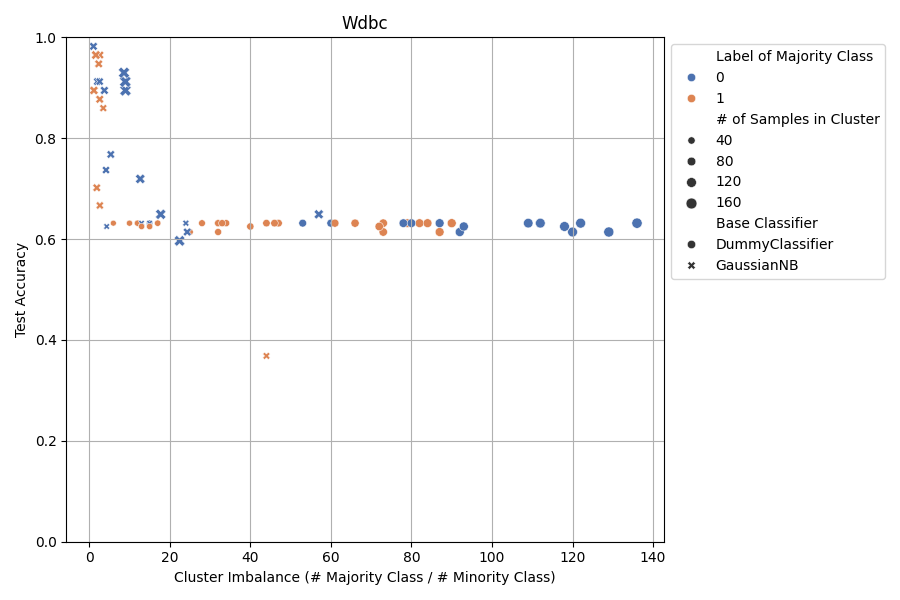 Wdbc
1.0
0.8
0.6
0.4
0.2
0.0
Test Accuracy
0 20 40 60 80 100 120 140
Cluster Imbalance (# Majority Class / # Minority Class)
Label of Majority Class
0
1
# of Samples in Cluster
40
80
120
160
Base Classifier
DummyClassifier
GaussianNB